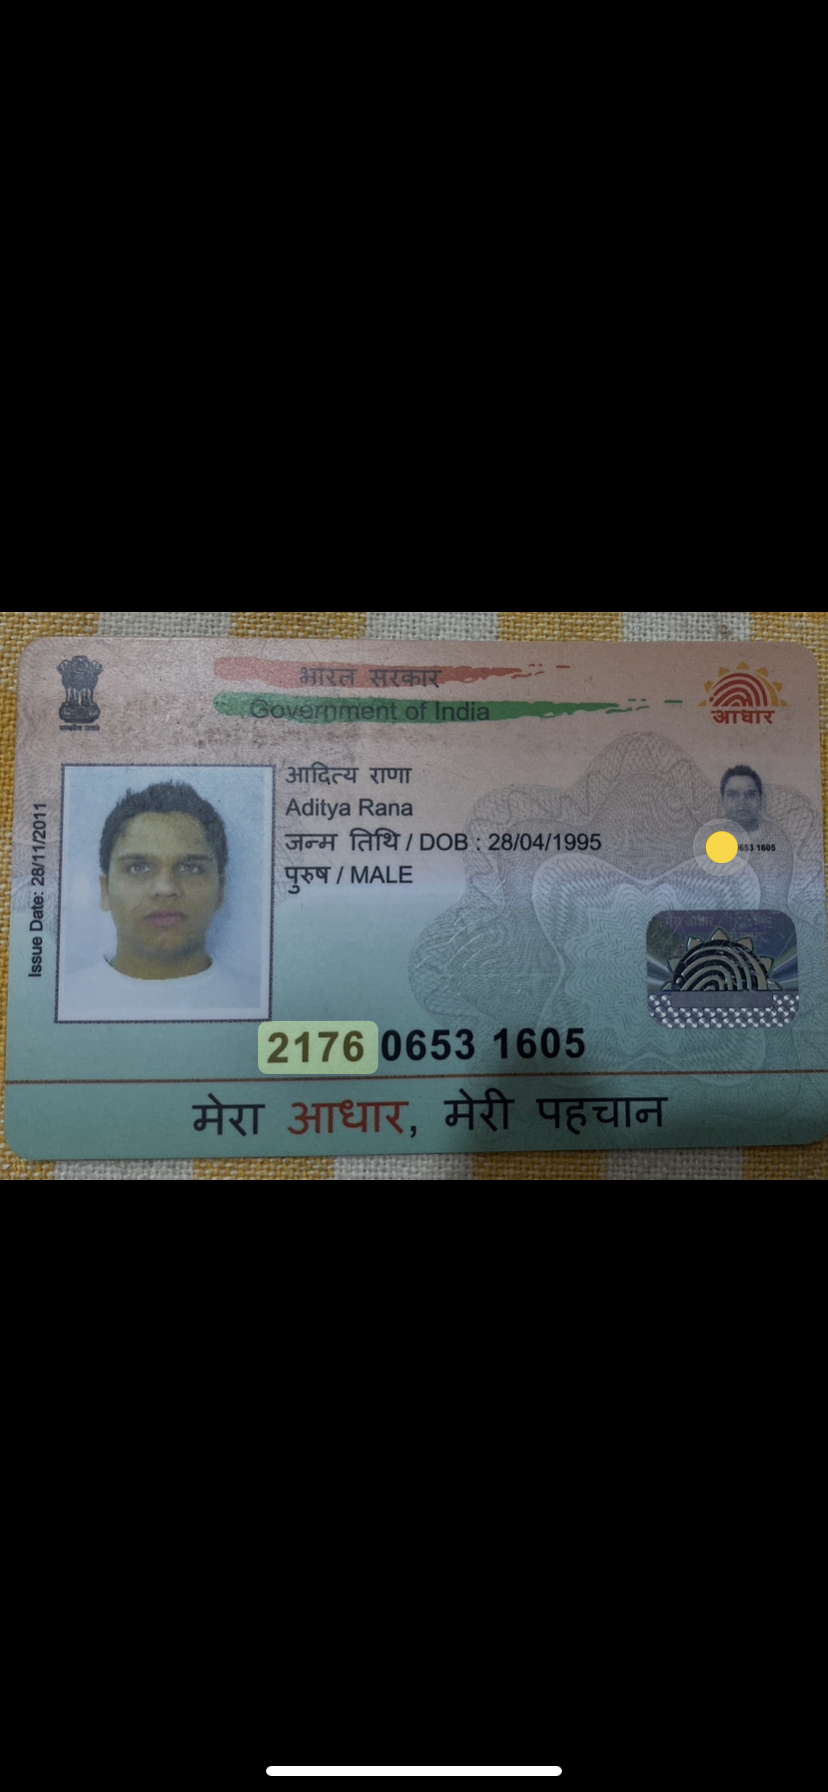 भारत सरकार
Government of India
आधार
Issue Date: 28/11/2011
आदित्य राणा
Aditya Rana
जन्म तिथि / DOB : 28/04/1995
पुरुष / MALE
653 1605
2176 0653 1605
मेरा आधार, मेरी पहचान